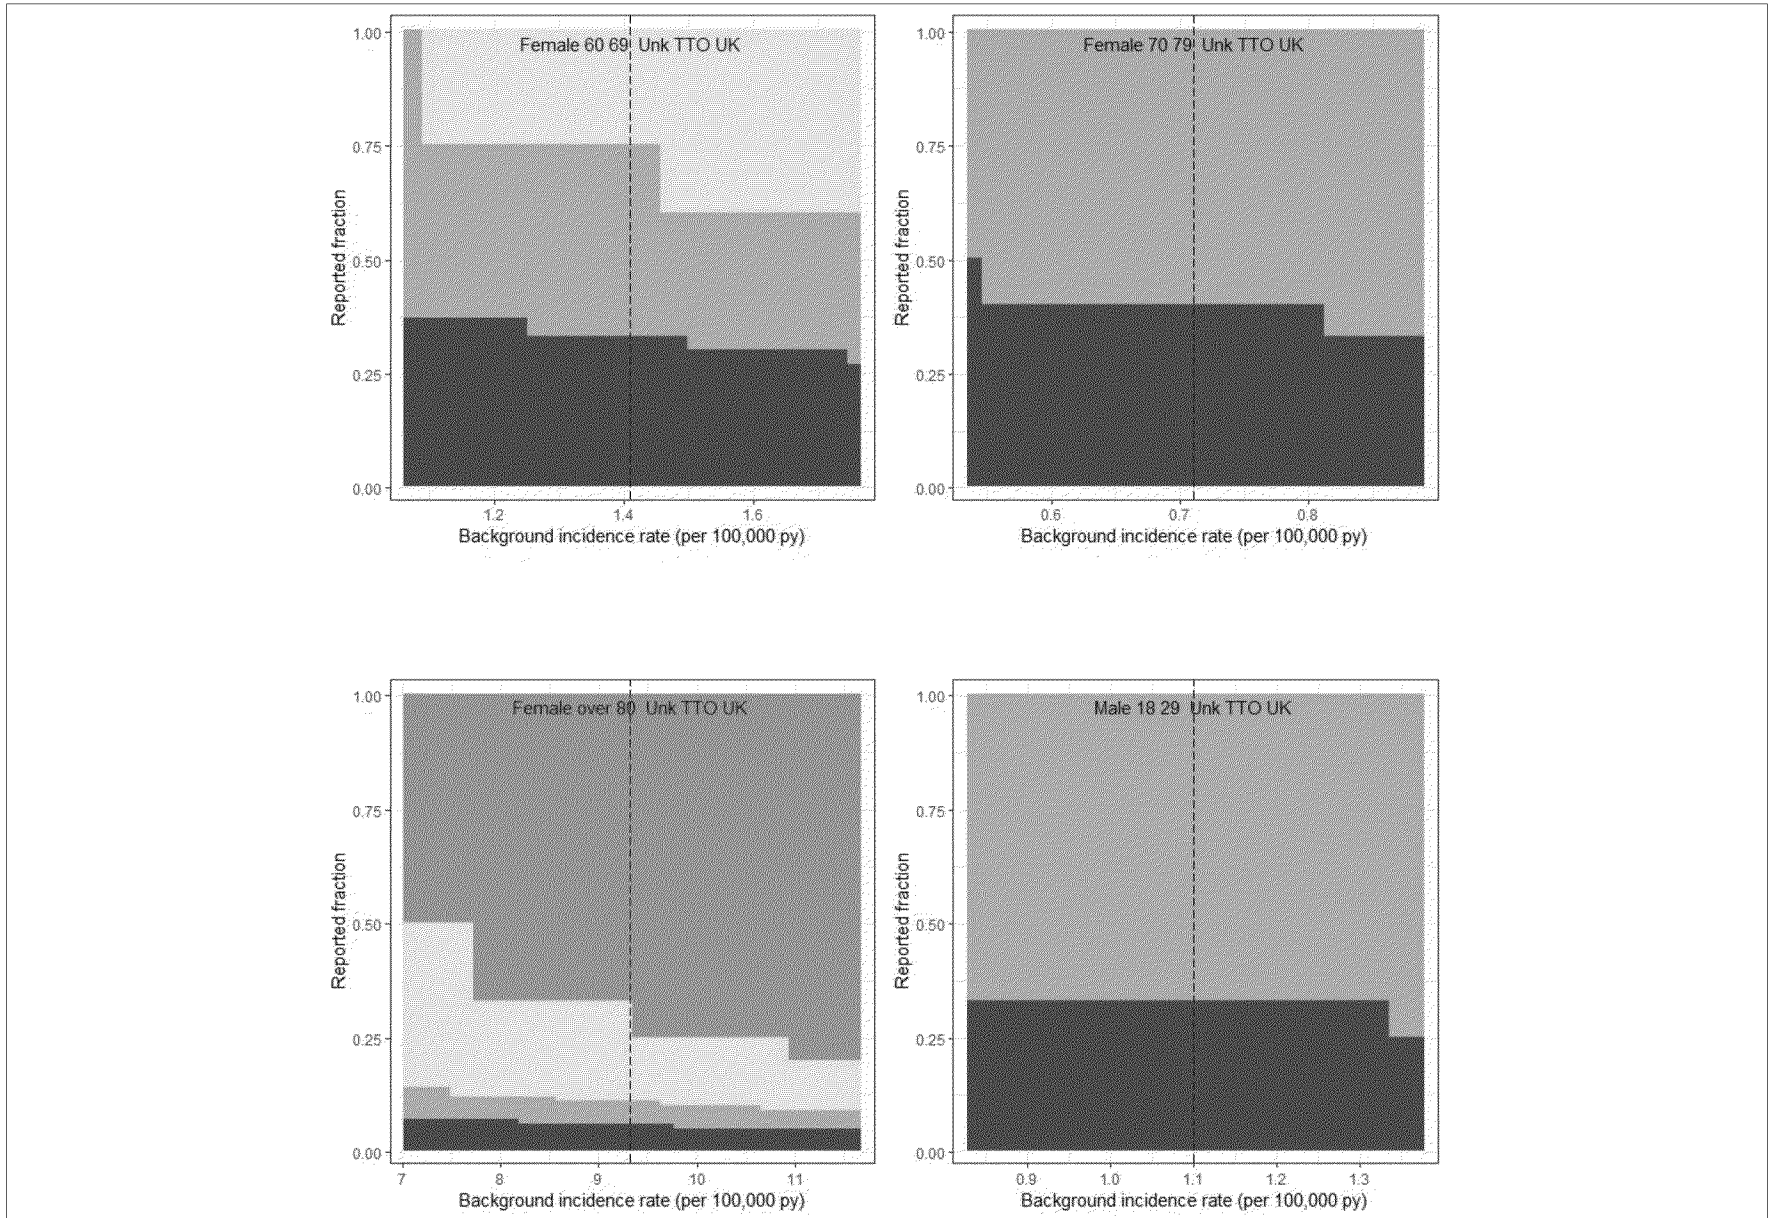 Female 60 69 Unk TTO UK
1.00
0.75
0.50
0.25
0.00
Reported fraction
1.2 1.4 1.6
Background incidence rate (per 100,000 py)
Female 70 79 Unk TTO UK
1.00
0.75
0.50
0.25
0.00
Reported fraction
0.6 0.7 0.8
Background incidence rate (per 100,000 py)
Female over 80 Unk TTO UK
1.00
0.75
0.50
0.25
0.00
Reported fraction
7 8 9 10 11
Background incidence rate (per 100,000 py)
Male 18 29 Unk TTO UK
1.00
0.75
0.50
0.25
0.00
Reported fraction
0.9 1.0 1.1 1.2 1.3
Background incidence rate (per 100,000 py)